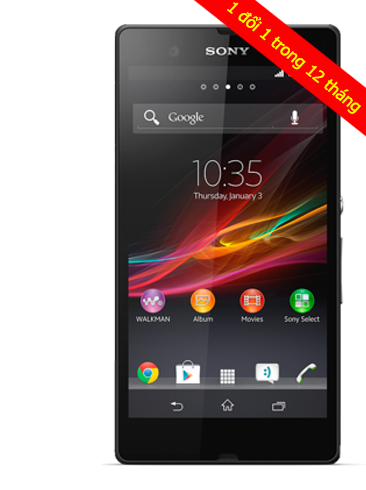 1 đổi 1 trong 12 tháng
SONY
Google
10:35
Thursday, January 3
WALKMAN
Album
Movies
Sony Select